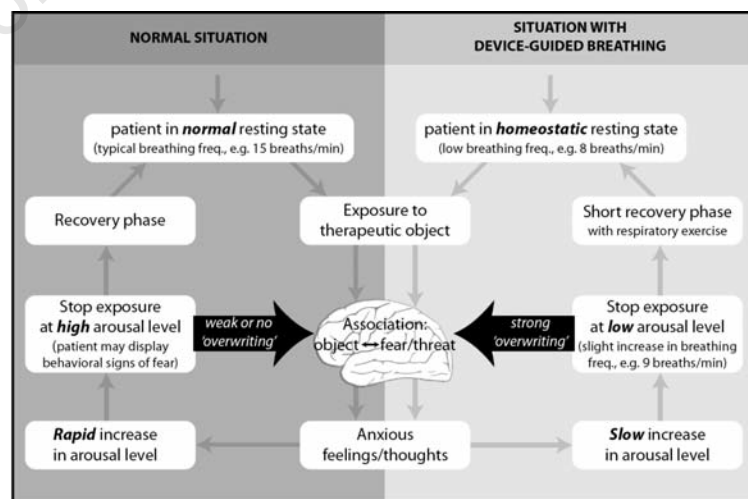 NORMAL SITUATION
SITUATION WITH
DEVICE-GUIDED BREATHING
patient in normal resting state
(typical breathing freq., e.g. 15 breaths/min)
patient in homeostatic resting state
(low breathing freq., e.g. 8 breaths/min)
Recovery phase
Exposure to
therapeutic object
Short recovery phase
with respiratory exercise
Stop exposure
at high arousal level
(patient may display
behavioral signs of fear)
weak or no
'overwriting'
Association:
object ↔ fear/threat
strong
'overwriting'
Stop exposure
at low arousal level
(slight increase in breathing
freq., e.g. 9 breaths/min)
Rapid increase
in arousal level
Anxious
feelings/thoughts
Slow increase
in arousal level